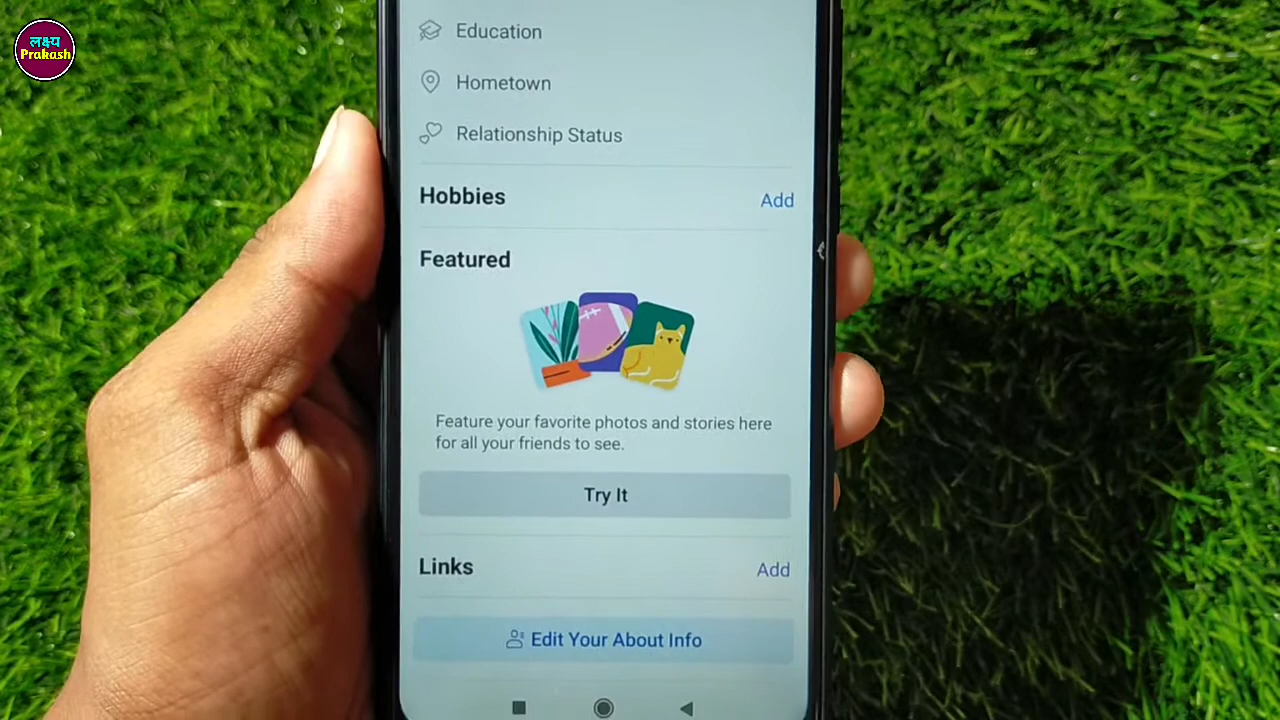 लक्ष्य
Prakash
Education
Hometown
Relationship Status
Hobbies
Add
Featured
Feature your favorite photos and stories here
for all your friends to see.
Try It
Links
Add
Edit Your About Info